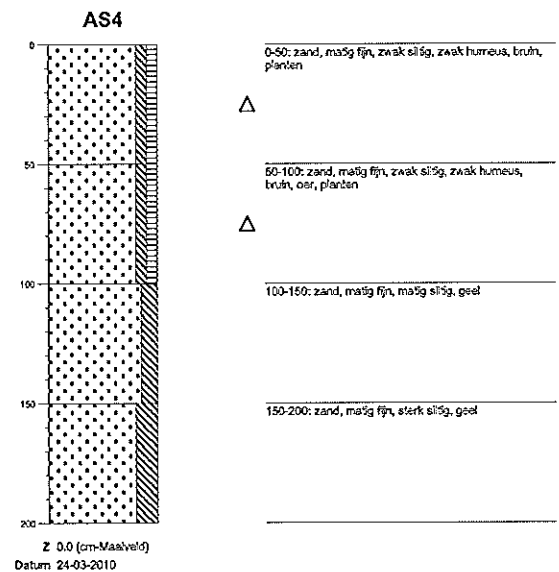 AS4
0
0-50: zand, matig fijn, zwak siltig, zwak humeus, bruin,
planten
50
50-100: zand, matig fijn, zwak siltig, zwak humeus,
bruin, oer, planten
100
100-150: zand, matig fijn, matig siltig, geel
150
150-200: zand, matig fijn, sterk siltig, geel
200
Z 0.0 (cm-Maaiveld)
Datum 24-03-2010